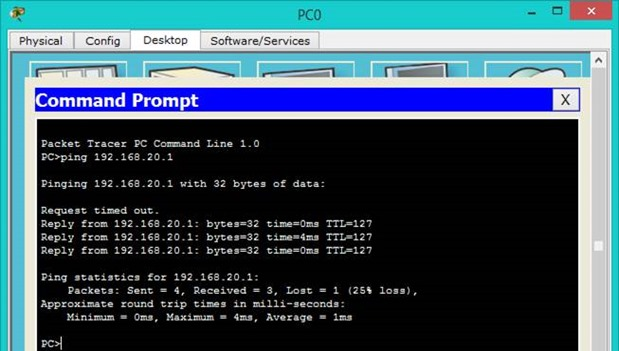 PC0
Physical Config Desktop Software/Services
Command Prompt X
Packet Tracer PC Command Line 1.0
PC>ping 192.168.20.1
Pinging 192.168.20.1 with 32 bytes of data:
Request timed out.
Reply from 192.168.20.1: bytes=32 time=0ms TTL=127
Reply from 192.168.20.1: bytes=32 time=4ms TTL=127
Reply from 192.168.20.1: bytes=32 time=0ms TTL=127
Ping statistics for 192.168.20.1:
Packets: Sent = 4, Received = 3, Lost = 1 (25% loss),
Approximate round trip times in milli-seconds:
Minimum = 0ms, Maximum = 4ms, Average = 1ms
PC>